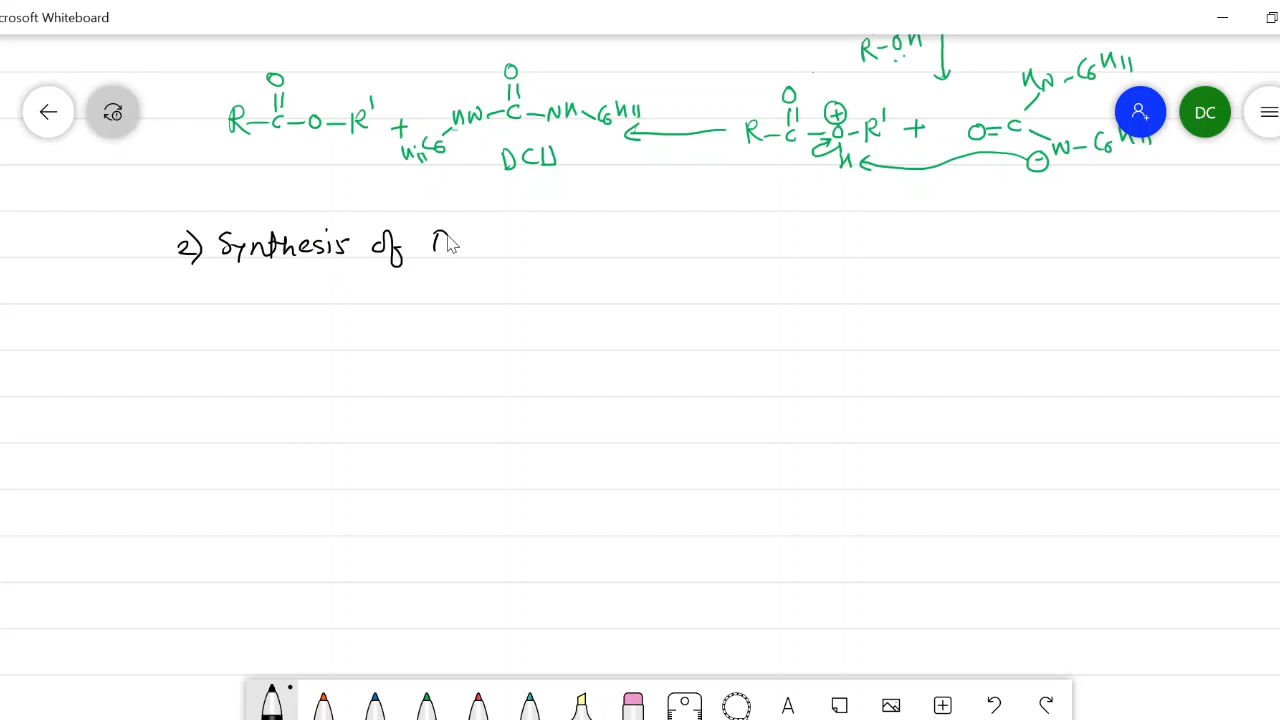 crosoft Whiteboard
R-OH
DC
O O O HN-C6H11
R-C-O-R' + H11C6 HN-C-NH-C6H11 R-C-O-R' + O=C
H N-C6H11
DCU
2) Synthesis of
A